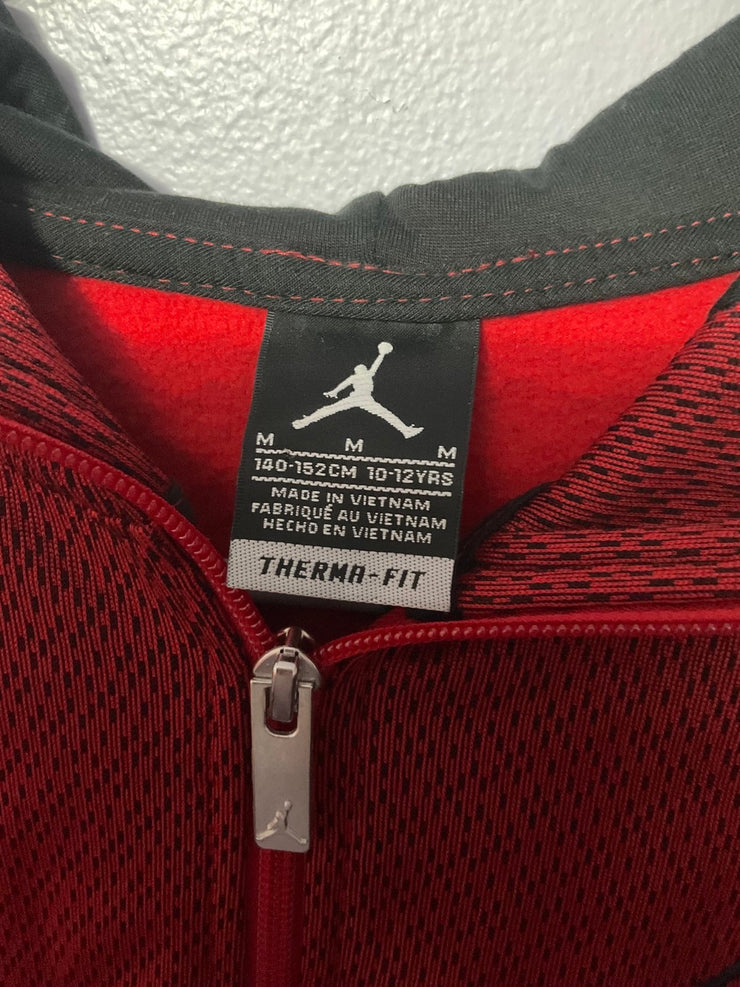 M M M
140-152CM 10-12YRS
MADE IN VIETNAM
FABRIQUÉ AU VIETNAM
HECHO EN VIETNAM
THERMA-FIT